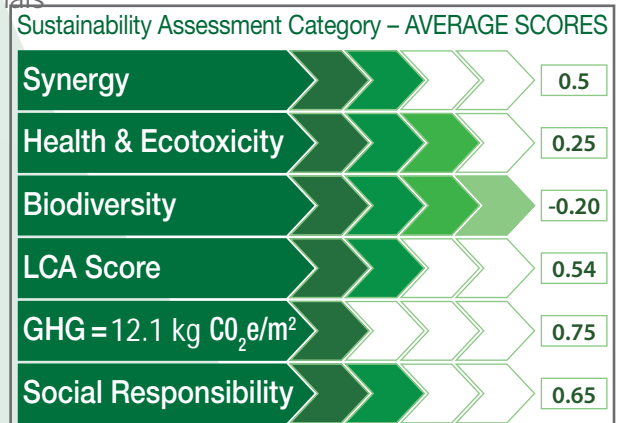 Sustainability Assessment Category – AVERAGE SCORES
Synergy 0.5
Health & Ecotoxicity 0.25
Biodiversity -0.20
LCA Score 0.54
GHG = 12.1 kg CO₂e/m² 0.75
Social Responsibility 0.65